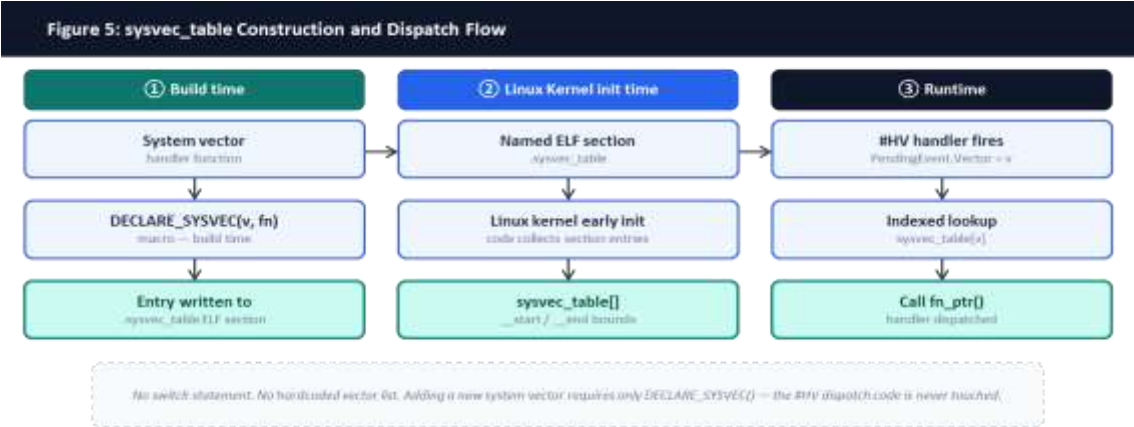 Figure 5: sysvec_table Construction and Dispatch Flow
① Build time
System vector
handler function
DECLARE_SYSVEC(v, fn)
macro — build time
Entry written to
.sysvec_table ELF section
② Linux Kernel init time
Named ELF section
.sysvec_table
Linux kernel early init
code collects section entries
sysvec_table[]
__start / __end bounds
③ Runtime
#HV handler fires
PendingEvent.Vector = v
Indexed lookup
sysvec_table[v]
Call fn_ptr()
handler dispatched
No switch statement. No hardcoded vector list. Adding a new system vector requires only DECLARE_SYSVEC() — the #HV dispatch code is never touched.